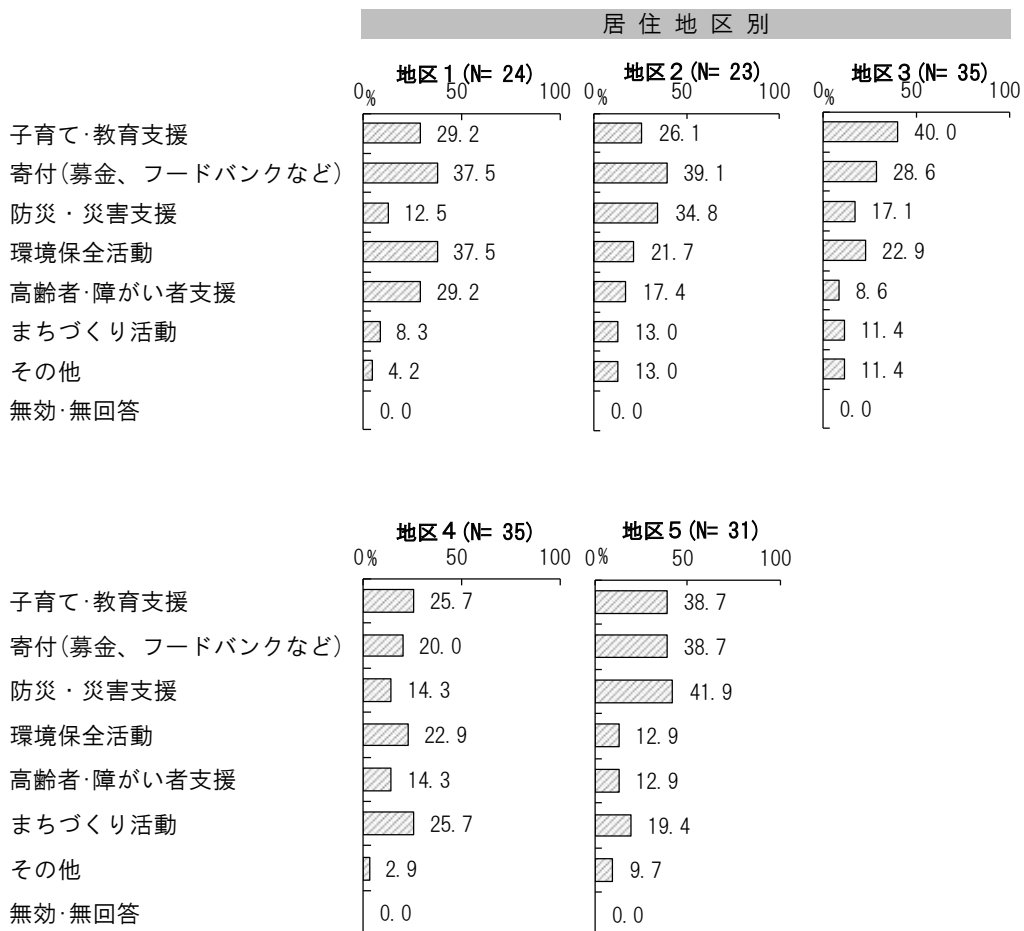 居住地区別
地区1(N= 24) 地区2(N= 23) 地区3(N= 35)
0% 50 100 0% 50 100 0% 50 100
子育て･教育支援 29.2 26.1 40.0
寄付(募金、フードバンクなど) 37.5 39.1 28.6
防災・災害支援 12.5 34.8 17.1
環境保全活動 37.5 21.7 22.9
高齢者･障がい者支援 29.2 17.4 8.6
まちづくり活動 8.3 13.0 11.4
その他 4.2 13.0 11.4
無効･無回答 0.0 0.0 0.0
地区4(N= 35) 地区5(N= 31)
0% 50 100 0% 50 100
子育て･教育支援 25.7 38.7
寄付(募金、フードバンクなど) 20.0 38.7
防災・災害支援 14.3 41.9
環境保全活動 22.9 12.9
高齢者･障がい者支援 14.3 12.9
まちづくり活動 25.7 19.4
その他 2.9 9.7
無効･無回答 0.0 0.0